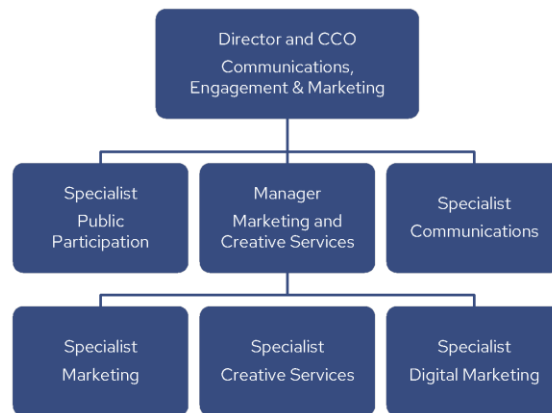 Director and CCO
Communications,
Engagement & Marketing
Specialist
Public
Participation
Manager
Marketing and
Creative Services
Specialist
Communications
Specialist
Marketing
Specialist
Creative Services
Specialist
Digital Marketing